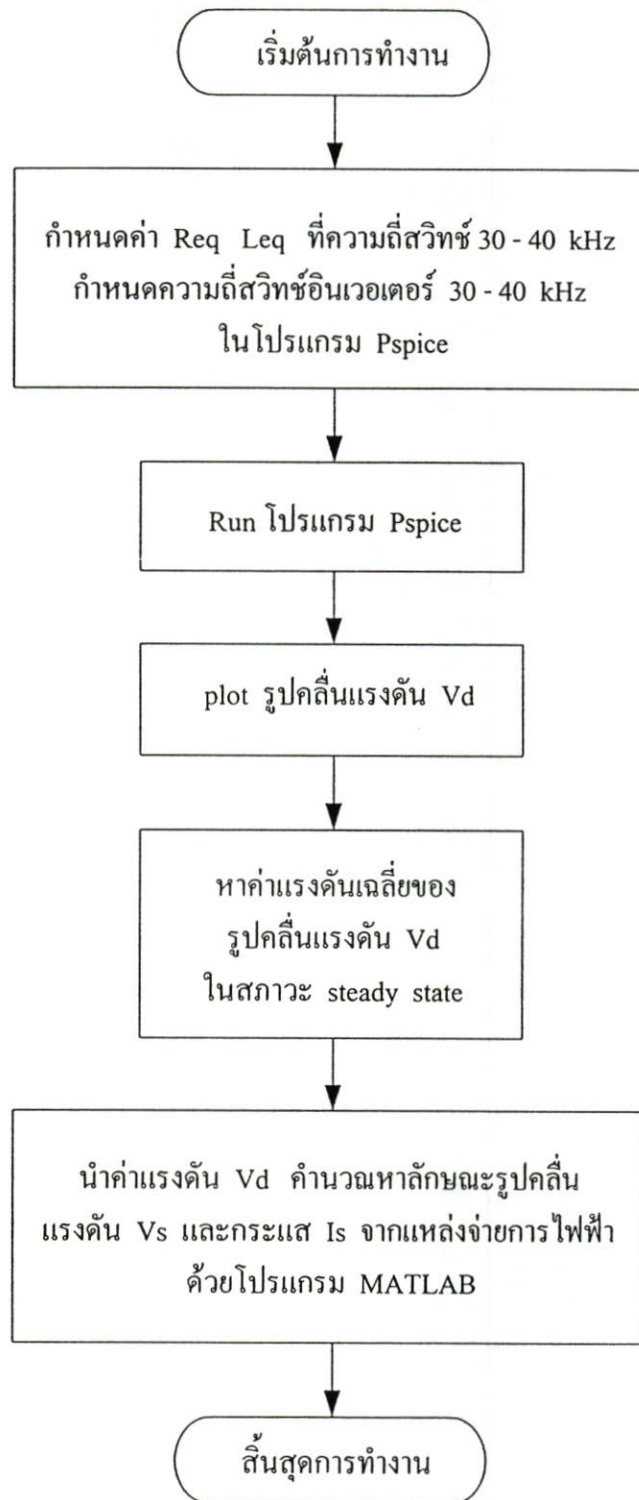 เริ่มต้นการทำงาน
กำหนดค่า Req Leq ที่ความถี่สวิทช์ 30 - 40 kHz
กำหนดความถี่สวิทช์อินเวอเตอร์ 30 - 40 kHz
ในโปรแกรม Pspice
Run โปรแกรม Pspice
plot รูปคลื่นแรงดัน Vd
หาค่าแรงดันเฉลี่ยของ
รูปคลื่นแรงดัน Vd
ในสภาวะ steady state
นำค่าแรงดัน Vd คำนวณหาลักษณะรูปคลื่น
แรงดัน Vs และกระแส Is จากแหล่งจ่ายการไฟฟ้า
ด้วยโปรแกรม MATLAB
สิ้นสุดการทำงาน